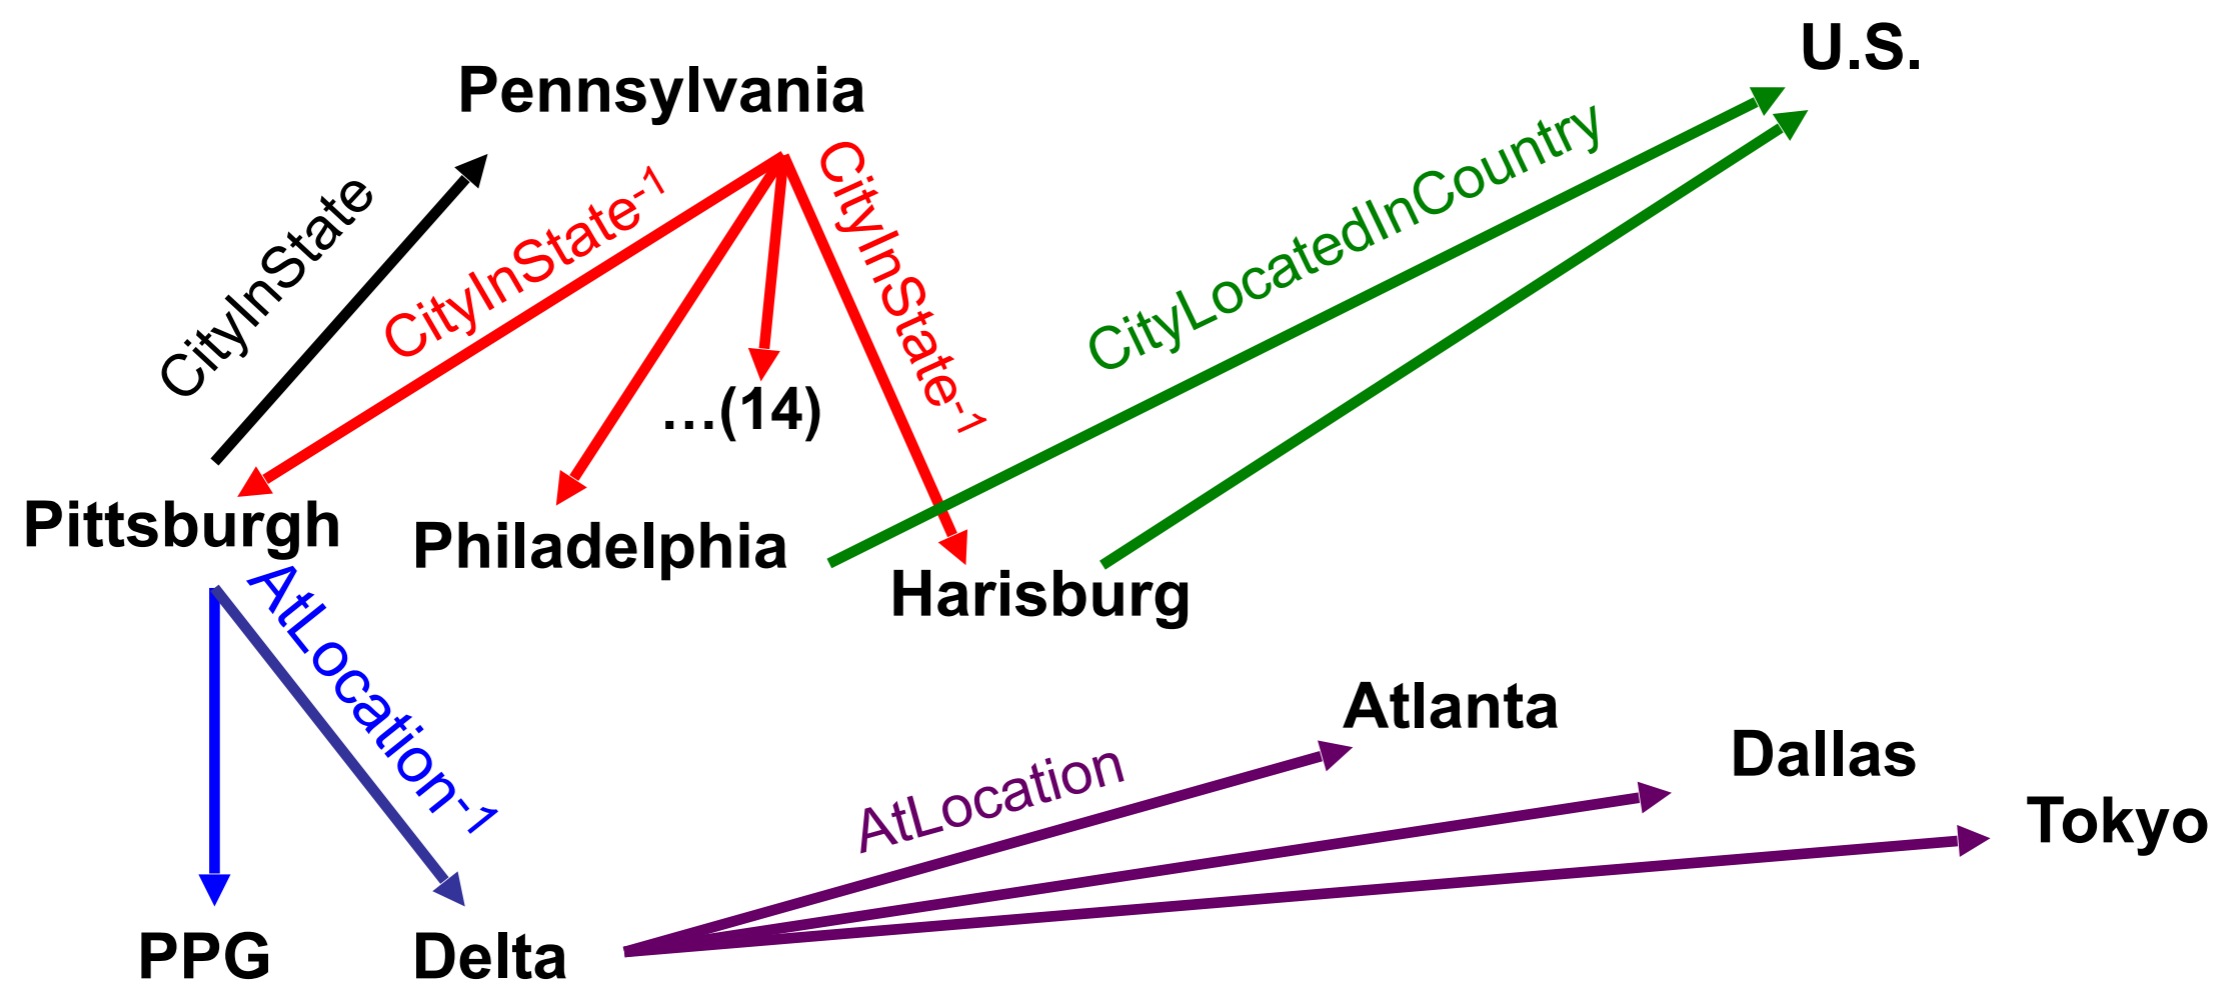 U.S.
Pennsylvania
CityInState
CityInState-1
CityInState-1
CityLocatedInCountry
…(14)
Pittsburgh
Philadelphia
Harisburg
AtLocation-1
AtLocation
Atlanta
Dallas
Tokyo
PPG
Delta